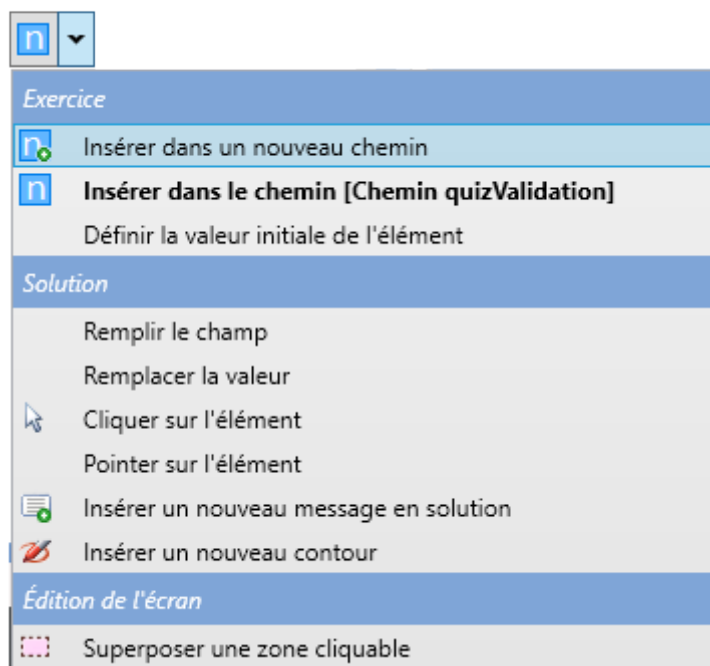 n
Exercice
Insérer dans un nouveau chemin
Insérer dans le chemin [Chemin quizValidation]
Définir la valeur initiale de l'élément
Solution
Remplir le champ
Remplacer la valeur
Cliquer sur l'élément
Pointer sur l'élément
Insérer un nouveau message en solution
Insérer un nouveau contour
Édition de l'écran
Superposer une zone cliquable